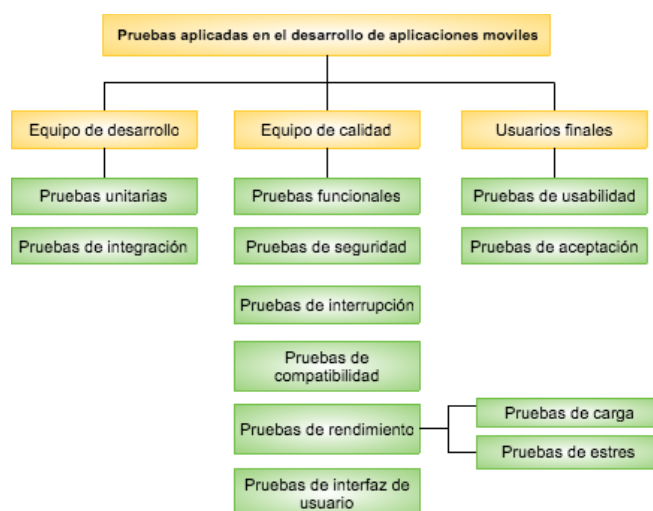 Pruebas aplicadas en el desarrollo de aplicaciones moviles
Equipo de desarrollo
Equipo de calidad
Usuarios finales
Pruebas unitarias
Pruebas funcionales
Pruebas de usabilidad
Pruebas de integración
Pruebas de seguridad
Pruebas de aceptación
Pruebas de interrupción
Pruebas de
compatibilidad
Pruebas de rendimiento
Pruebas de carga
Pruebas de estres
Pruebas de interfaz de
usuario